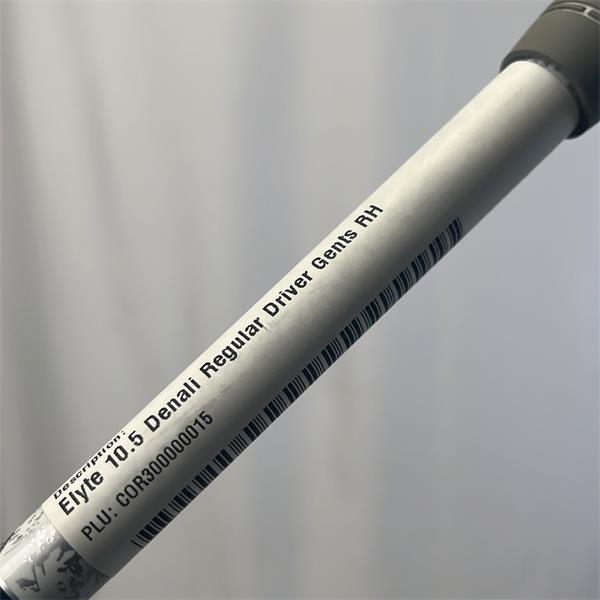 Description:
Elyte 10.5 Denali Regular Driver Gents RH
PLU: COR300000015